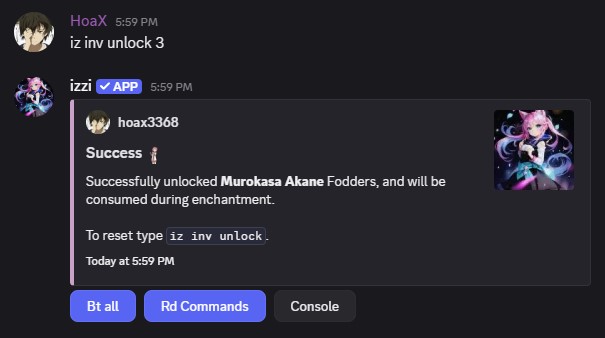 HoaX 5:59 PM
iz inv unlock 3
izzi ✓ APP 5:59 PM
hoax3368
Success
Successfully unlocked Murokasa Akane Fodders, and will be
consumed during enchantment.
To reset type iz inv unlock.
Today at 5:59 PM
Bt all Rd Commands Console